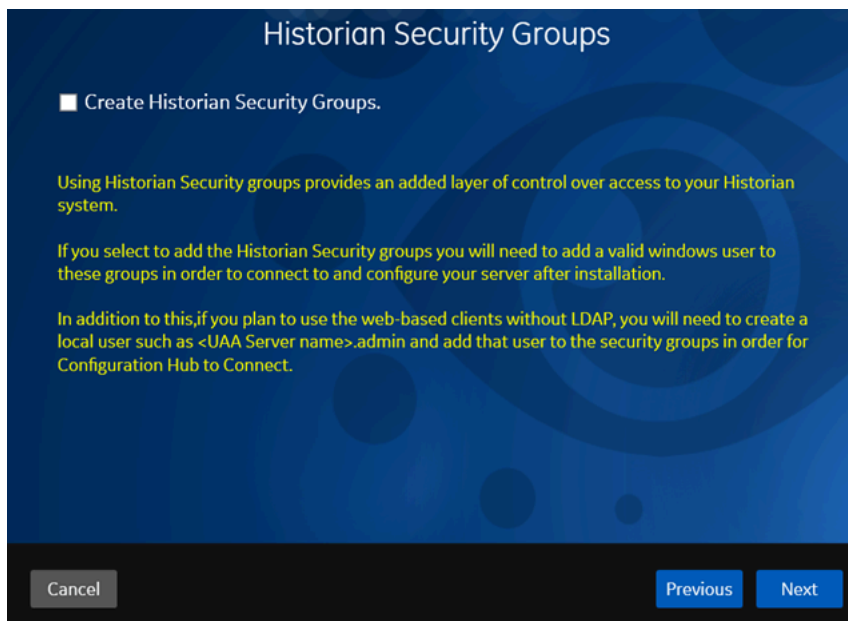 Historian Security Groups
Create Historian Security Groups.
Using Historian Security groups provides an added layer of control over access to your Historian
system.
If you select to add the Historian Security groups you will need to add a valid windows user to
these groups in order to connect to and configure your server after installation.
In addition to this,if you plan to use the web-based clients without LDAP, you will need to create a
local user such as <UAA Server name>.admin and add that user to the security groups in order for
Configuration Hub to Connect.
Cancel
Previous
Next